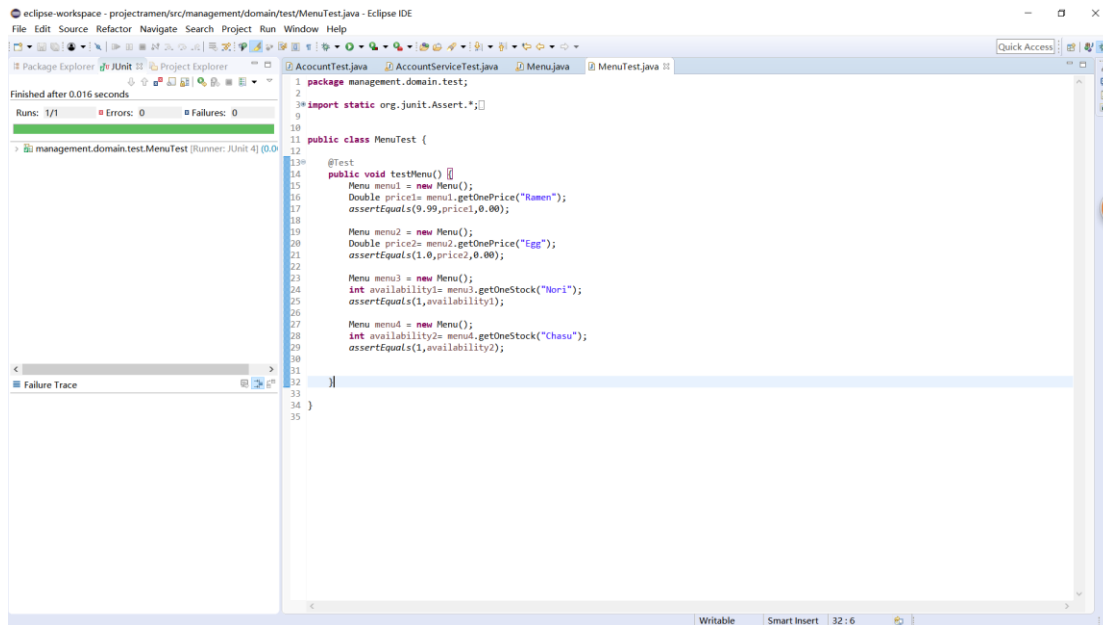 eclipse-workspace - projectramen/src/management/domain/test/MenuTest.java - Eclipse IDE
File Edit Source Refactor Navigate Search Project Run Window Help
Quick Access
Package Explorer JUnit Project Explorer
AcocuntTest.java AccountServiceTest.java Menu.java MenuTest.java
Finished after 0.016 seconds
Runs: 1/1 Errors: 0 Failures: 0
management.domain.test.MenuTest [Runner: JUnit 4] (0.0
Failure Trace
1 package management.domain.test;
2
3 import static org.junit.Assert.*;
9
10
11 public class MenuTest {
12
13 @Test
14 public void testMenu() {
15 Menu menu1 = new Menu();
16 Double price1= menu1.getOnePrice("Ramen");
17 assertEquals(9.99,price1,0.00);
18
19 Menu menu2 = new Menu();
20 Double price2= menu2.getOnePrice("Egg");
21 assertEquals(1.0,price2,0.00);
22
23 Menu menu3 = new Menu();
24 int availability1= menu3.getOneStock("Nori");
25 assertEquals(1,availability1);
26
27 Menu menu4 = new Menu();
28 int availability2= menu4.getOneStock("Chasu");
29 assertEquals(1,availability2);
30
31
32 }
33
34 }
35
Writable Smart Insert 32 : 6